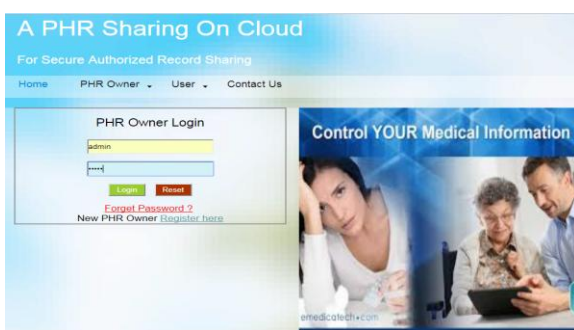 A PHR Sharing On Cloud
For Secure Authorized Record Sharing
Home PHR Owner User Contact Us
PHR Owner Login
admin
•••••
Login Reset
Forget Password ?
New PHR Owner Register here
Control YOUR Medical Information
emedicatech.com